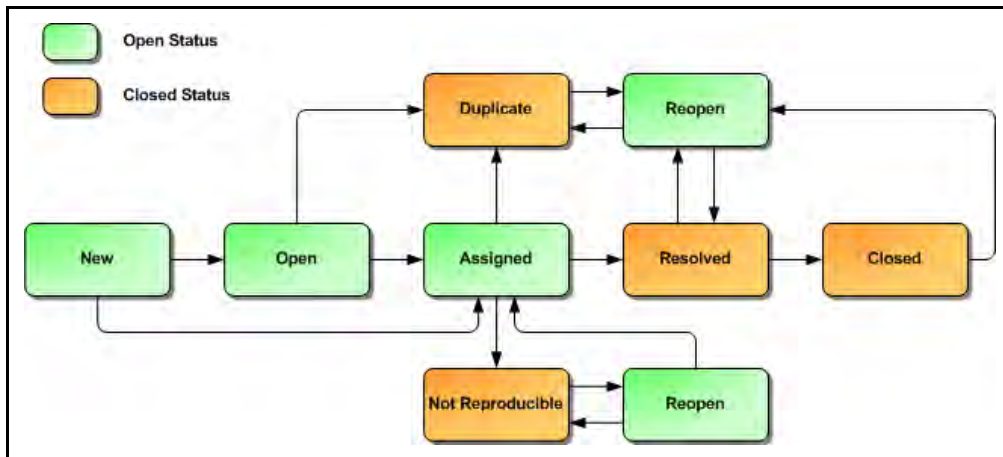 Open Status
Closed Status
Duplicate
Reopen
New
Open
Assigned
Resolved
Closed
Not Reproducible
Reopen